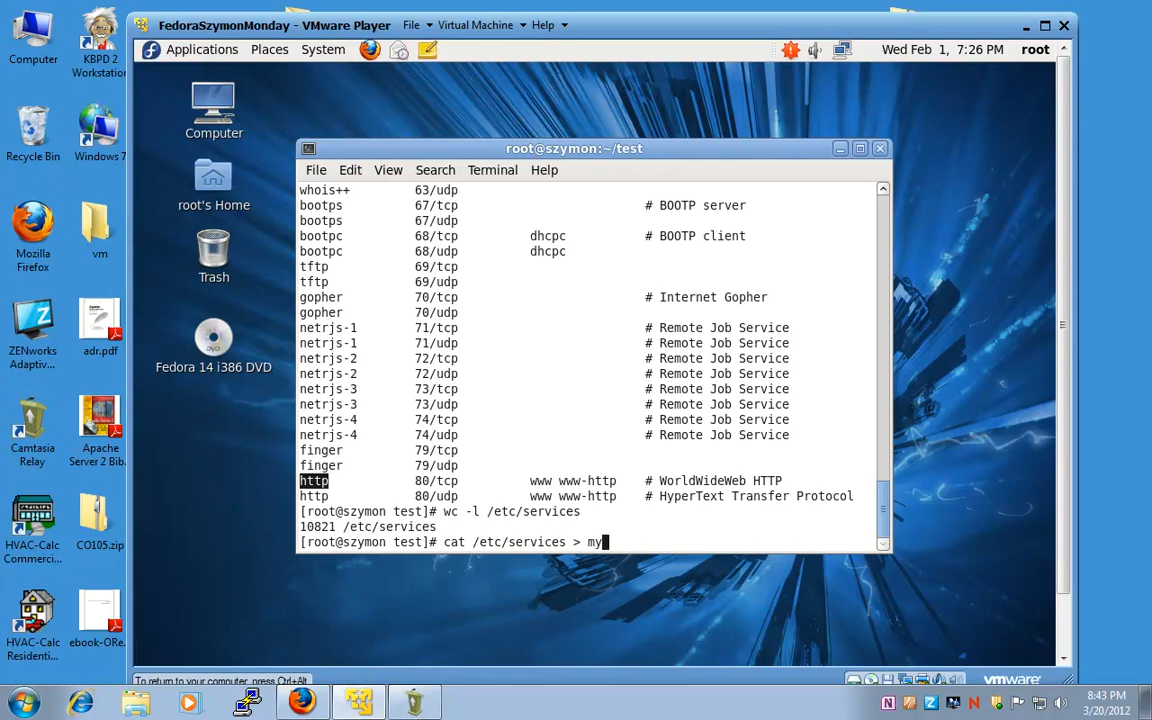 FedoraSzymonMonday - VMware Player File Virtual Machine Help
Applications Places System Wed Feb 1, 7:26 PM root
Computer
KBPD 2
Workstation
Recycle Bin
Windows 7
Mozilla
Firefox
vm
ZENworks
Adaptiv...
adr.pdf
Camtasia
Relay
Apache
Server 2 Bib...
HVAC-Calc
Commerci...
CO105.zip
HVAC-Calc
Residenti...
ebook-ORe...
Computer
root's Home
Trash
Fedora 14 i386 DVD
root@szymon:~/test
File Edit View Search Terminal Help
whois++ 63/udp
bootps 67/tcp # BOOTP server
bootps 67/udp
bootpc 68/tcp dhcpc # BOOTP client
bootpc 68/udp dhcpc
tftp 69/tcp
tftp 69/udp
gopher 70/tcp # Internet Gopher
gopher 70/udp
netrjs-1 71/tcp # Remote Job Service
netrjs-1 71/udp # Remote Job Service
netrjs-2 72/tcp # Remote Job Service
netrjs-2 72/udp # Remote Job Service
netrjs-3 73/tcp # Remote Job Service
netrjs-3 73/udp # Remote Job Service
netrjs-4 74/tcp # Remote Job Service
netrjs-4 74/udp # Remote Job Service
finger 79/tcp
finger 79/udp
http 80/tcp www www-http # WorldWideWeb HTTP
http 80/udp www www-http # HyperText Transfer Protocol
[root@szymon test]# wc -l /etc/services
10821 /etc/services
[root@szymon test]# cat /etc/services > my
To return to your computer, press Ctrl+Alt.
vmware
8:43 PM
3/20/2012